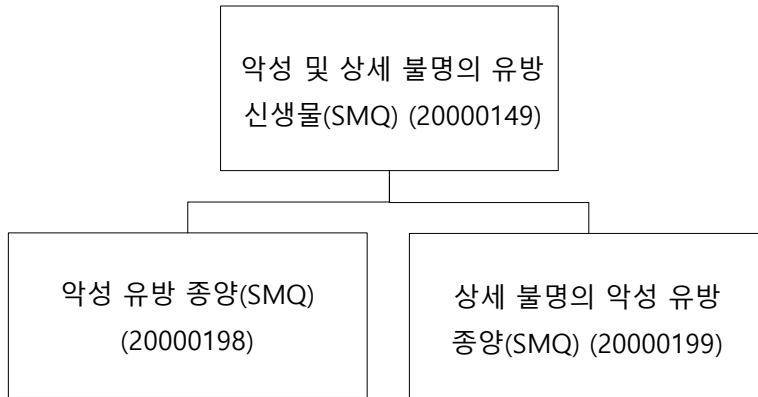 악성 및 상세 불명의 유방
신생물(SMQ) (20000149)
악성 유방 종양(SMQ)
(20000198)
상세 불명의 악성 유방
종양(SMQ) (20000199)